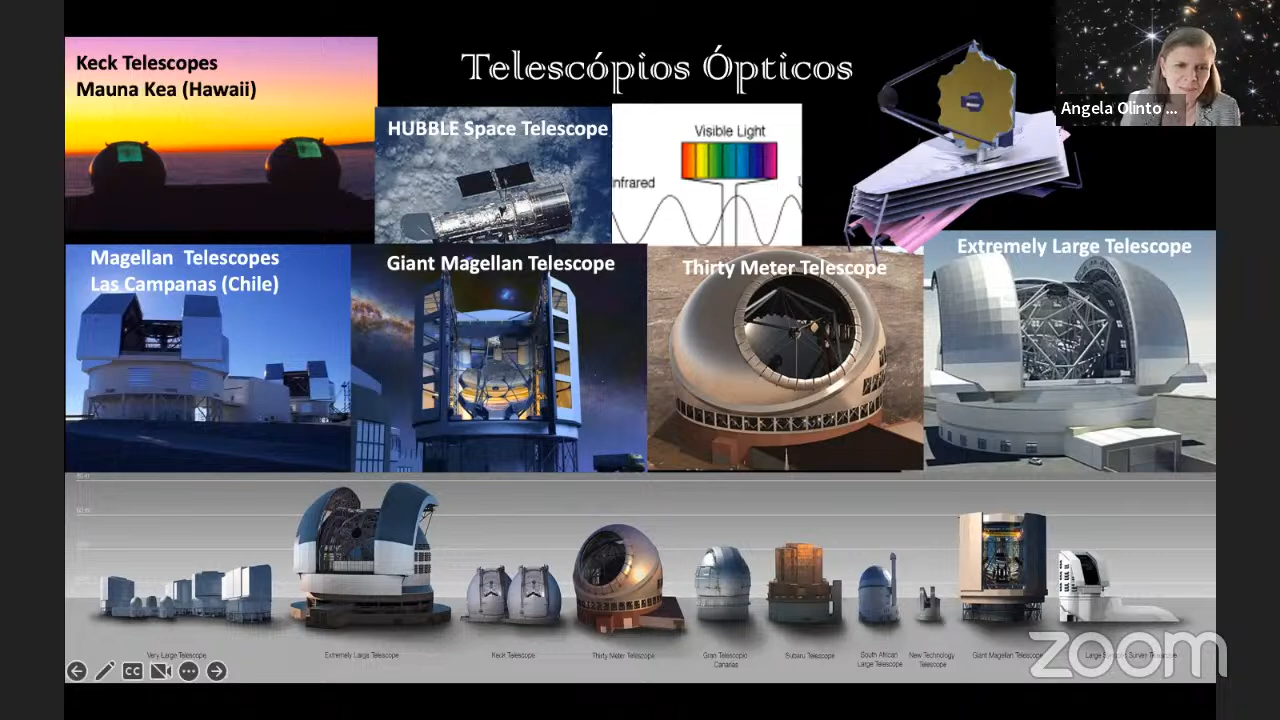 Telescópios Ópticos
Keck Telescopes
Mauna Kea (Hawaii)
HUBBLE Space Telescope
Visible Light
nfrared
Angela Olinto ...
Magellan Telescopes
Las Campanas (Chile)
Giant Magellan Telescope
Thirty Meter Telescope
Extremely Large Telescope
Very Large Telescope
Extremely Large Telescope
Keck Telescope
Thirty Meter Telescope
Gran Telescopio
Canarias
Subaru Telescope
South African
Large Telescope
New Technology
Telescope
Giant Magellan Telescope
CC
zoom